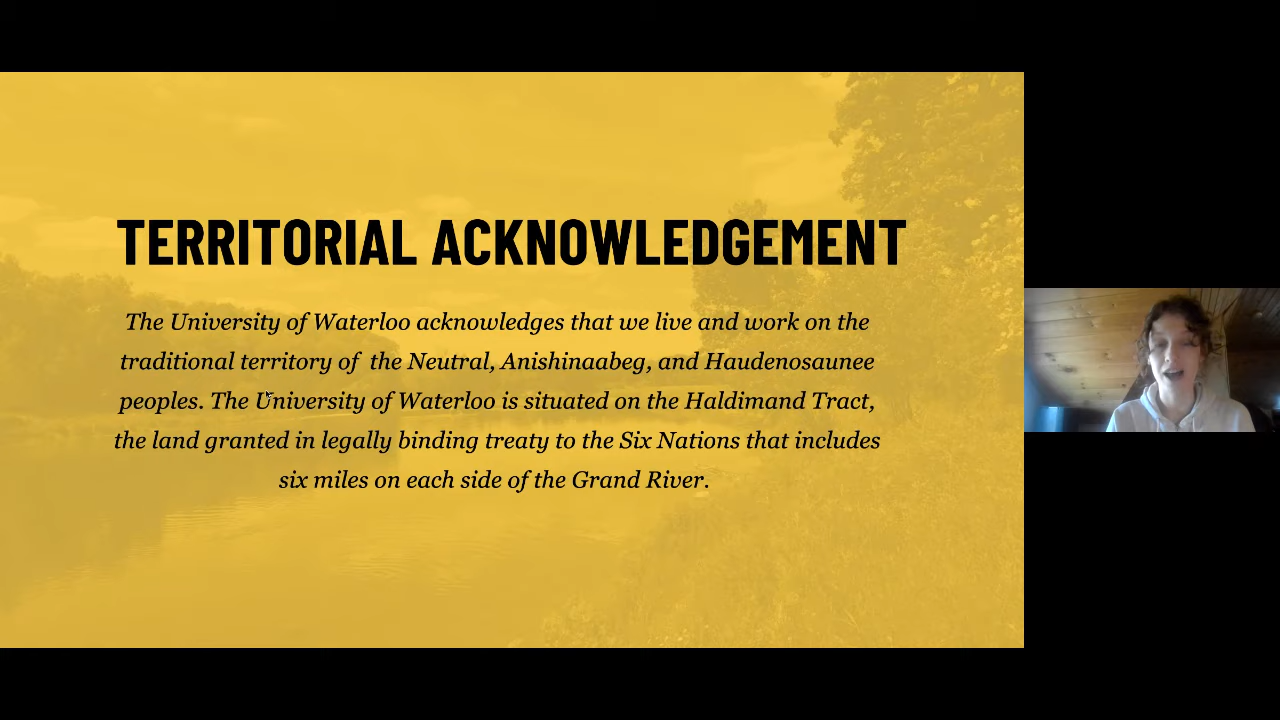 TERRITORIAL ACKNOWLEDGEMENT
The University of Waterloo acknowledges that we live and work on the
traditional territory of  the Neutral, Anishinaabeg, and Haudenosaunee
peoples. The University of Waterloo is situated on the Haldimand Tract,
the land granted in legally binding treaty to the Six Nations that includes
six miles on each side of the Grand River.